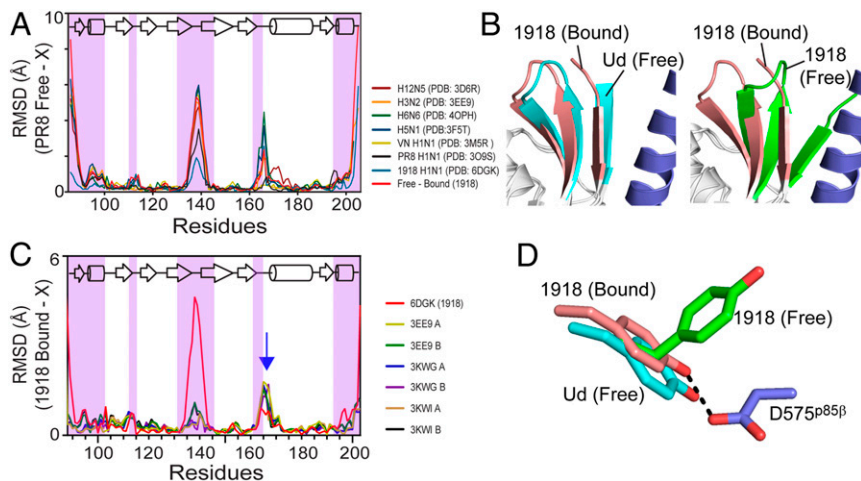 A
10
5
0
RMSD (Å)
(PR8 Free - X)
100 120 140 160 180 200
Residues
H12N5 (PDB: 3D6R)
H3N2 (PDB: 3EE9)
H6N6 (PDB: 4OPH)
H5N1 (PDB:3F5T)
VN H1N1 (PDB: 3M5R )
PR8 H1N1 (PDB: 3O9S)
1918 H1N1 (PDB: 6DGK)
Free - Bound (1918)
B
1918 (Bound)
Ud (Free)
1918 (Bound)
1918
(Free)
C
6
3
0
RMSD (Å)
(1918 Bound - X)
100 120 140 160 180 200
Residues
6DGK (1918)
3EE9 A
3EE9 B
3KWG A
3KWG B
3KWI A
3KWI B
D
1918 (Bound)
1918 (Free)
Ud (Free)
D575p85β